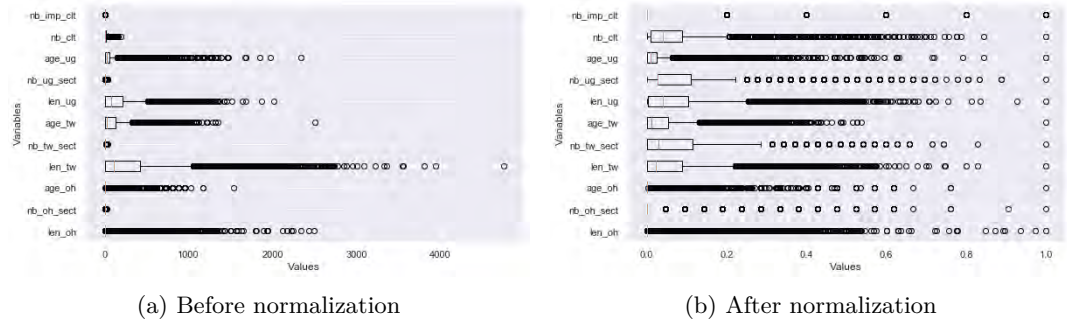 nb_imp_clt
nb_clt
age_ug
nb_ug_sect
len_ug
age_tw
nb_tw_sect
len_tw
age_oh
nb_oh_sect
len_oh
Variables
0 1000 2000 3000 4000
Values
(a) Before normalization
nb_imp_clt
nb_clt
age_ug
nb_ug_sect
len_ug
age_tw
nb_tw_sect
len_tw
age_oh
nb_oh_sect
len_oh
Variables
0.0 0.2 0.4 0.6 0.8 1.0
Values
(b) After normalization